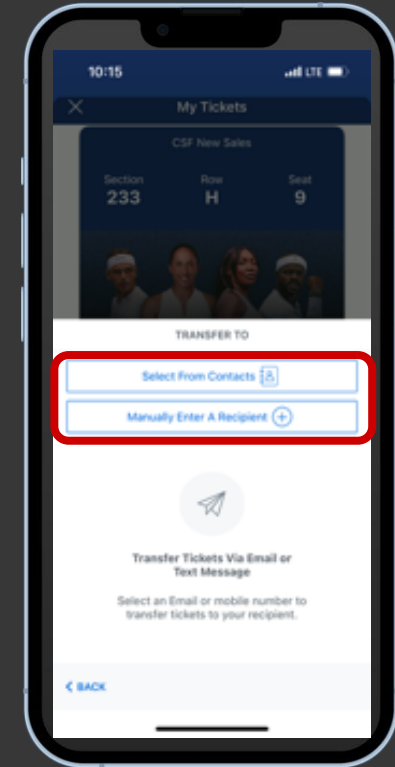 10:15 LTE
My Tickets
CSF New Sales
Section Row Seat
233 H 9
TRANSFER TO
Select From Contacts
Manually Enter A Recipient
Transfer Tickets Via Email or
Text Message
Select an Email or mobile number to
transfer tickets to your recipient.
< BACK